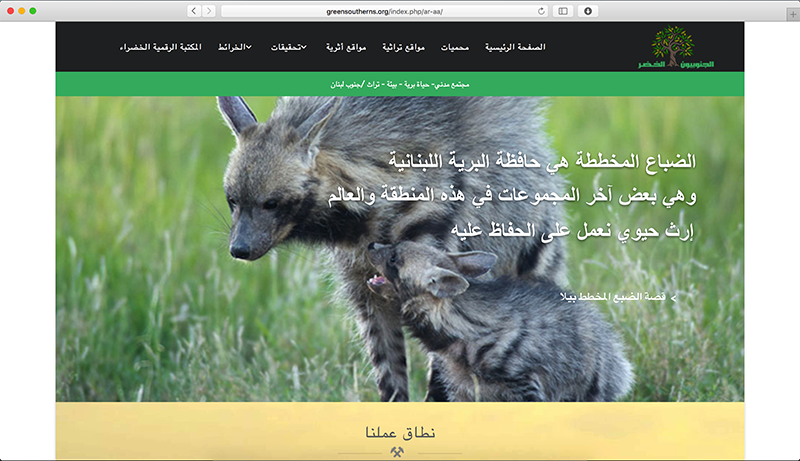 greensoutherns.org/index.php/ar-aa/
الجنوبيون الخضر
الصفحة الرئيسية محميات مواقع تراثية مواقع أثرية تحقيقات الخرائط المكتبة الرقمية الخضراء
مجتمع مدني- حياة برية - بيئة - تراث /جنوب لبنان
الضباع المخططة هي حافظة البرية اللبنانية
وهي بعض آخر المجموعات في هذه المنطقة والعالم
إرث حيوي نعمل على الحفاظ عليه
> قصة الضبع المخطط بيلا
نطاق عملنا